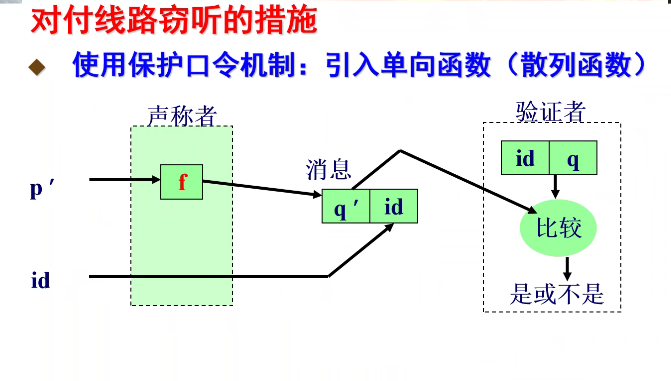 对付线路窃听的措施
使用保护口令机制：引入单向函数（散列函数）
声称者
验证者
id q
消息
p ′
f
q ′ id
比较
id
是或不是